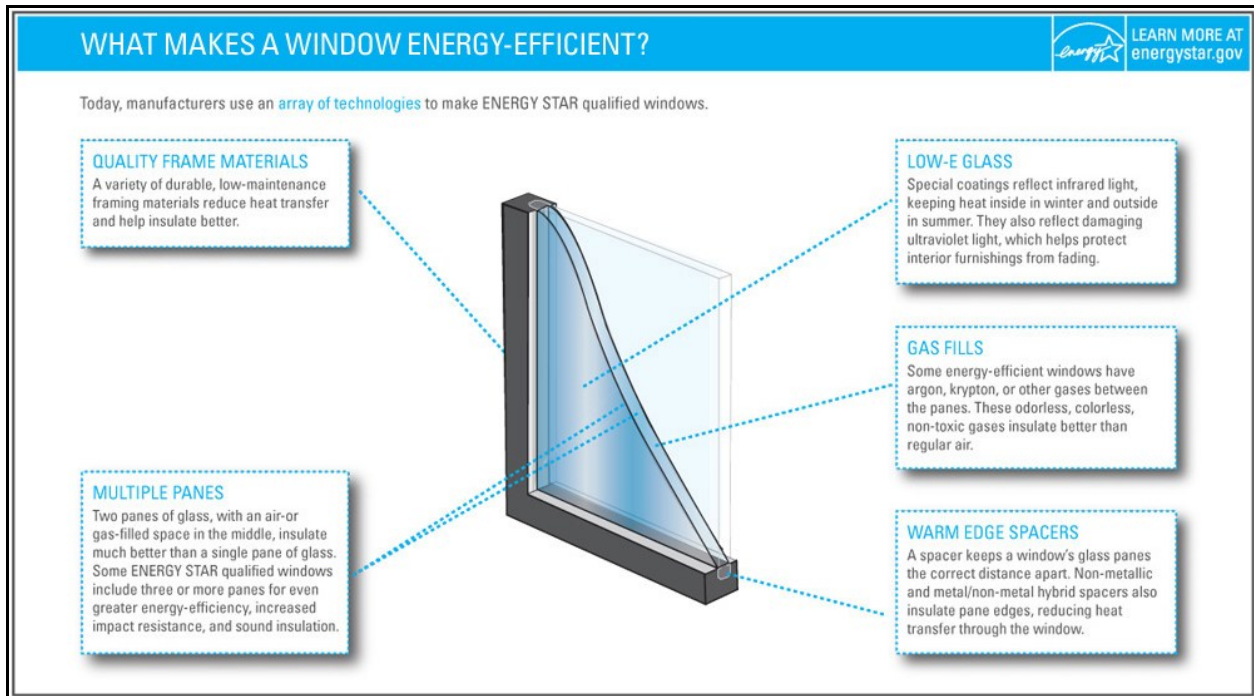 WHAT MAKES A WINDOW ENERGY-EFFICIENT?
energy
LEARN MORE AT
energystar.gov
Today, manufacturers use an array of technologies to make ENERGY STAR qualified windows.
QUALITY FRAME MATERIALS
A variety of durable, low-maintenance
framing materials reduce heat transfer
and help insulate better.
MULTIPLE PANES
Two panes of glass, with an air-or
gas-filled space in the middle, insulate
much better than a single pane of glass.
Some ENERGY STAR qualified windows
include three or more panes for even
greater energy-efficiency, increased
impact resistance, and sound insulation.
LOW-E GLASS
Special coatings reflect infrared light,
keeping heat inside in winter and outside
in summer. They also reflect damaging
ultraviolet light, which helps protect
interior furnishings from fading.
GAS FILLS
Some energy-efficient windows have
argon, krypton, or other gases between
the panes. These odorless, colorless,
non-toxic gases insulate better than
regular air.
WARM EDGE SPACERS
A spacer keeps a window's glass panes
the correct distance apart. Non-metallic
and metal/non-metal hybrid spacers also
insulate pane edges, reducing heat
transfer through the window.